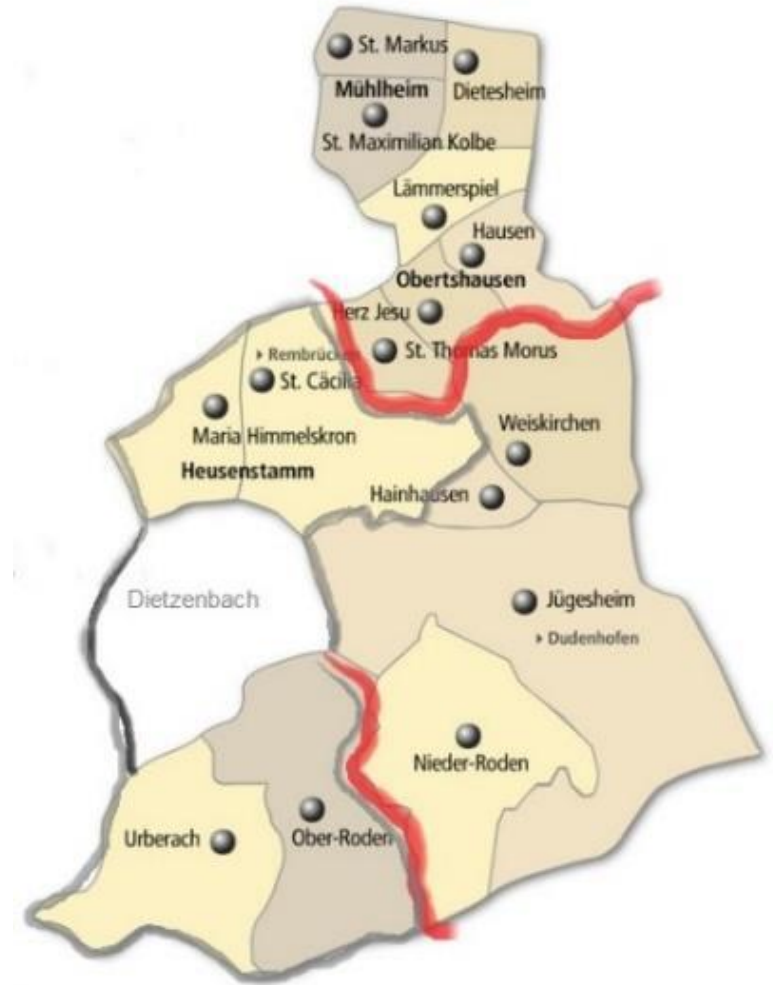 St. Markus
Mühlheim
Dietesheim
St. Maximilian Kolbe
Lämmerspiel
Hausen
Obertshausen
Herz Jesu
St. Thomas Morus
Rembrücken
St. Cäcilia
Maria Himmelskron
Heusenstamm
Weiskirchen
Hainhausen
Dietzenbach
Jügesheim
Dudenhofen
Nieder-Roden
Urberach
Ober-Roden